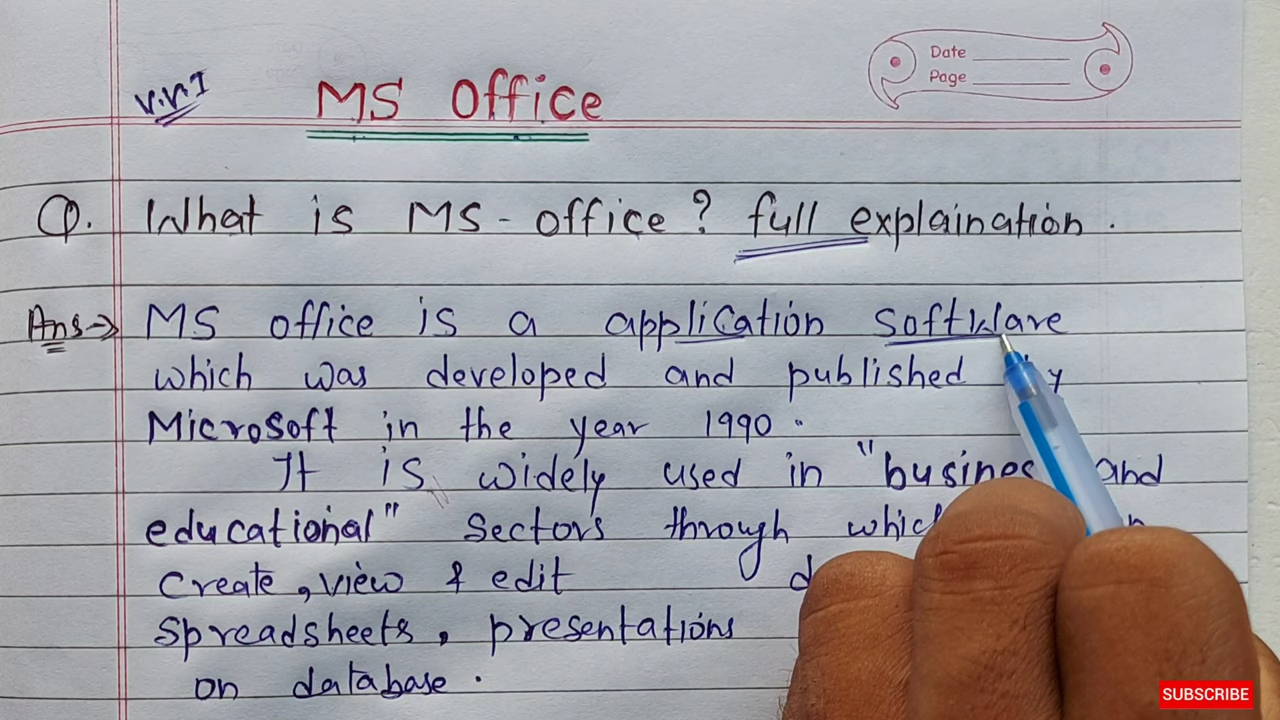 Date
Page
V.V.I
MS Office
Q. What is MS-office? full explaination.
Ans→ MS office is a application software
which was developed and published
Microsoft in the year 1990.
It is widely used in "busines and
educational" sectors through which
Create, view & edit
spreadsheets, presentations
on database.
SUBSCRIBE